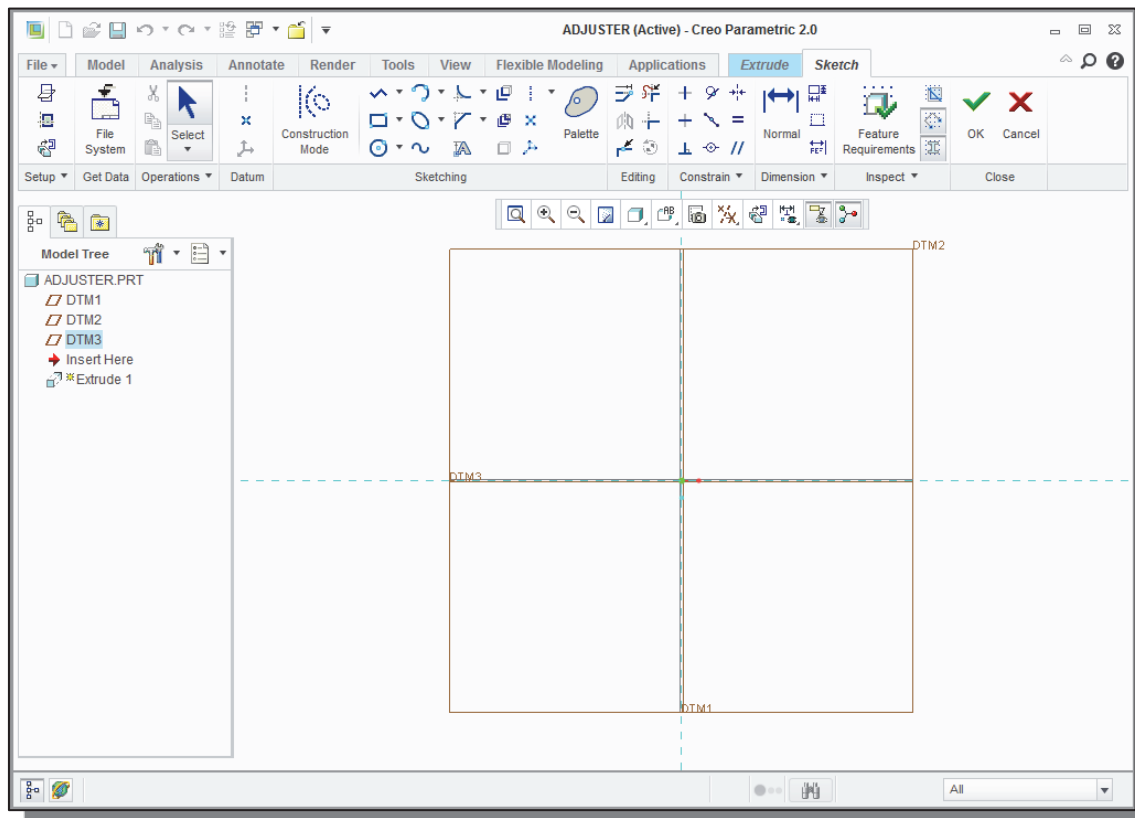 ADJUSTER (Active) - Creo Parametric 2.0
File Model Analysis Annotate Render Tools View Flexible Modeling Applications Extrude Sketch
File System
Select
Construction Mode
Palette
Normal
Feature Requirements
OK Cancel
Setup Get Data Operations Datum Sketching Editing Constrain Dimension Inspect Close
Model Tree
ADJUSTER.PRT
DTM1
DTM2
DTM3
Insert Here
Extrude 1
DTM2
DTM3
DTM1
All